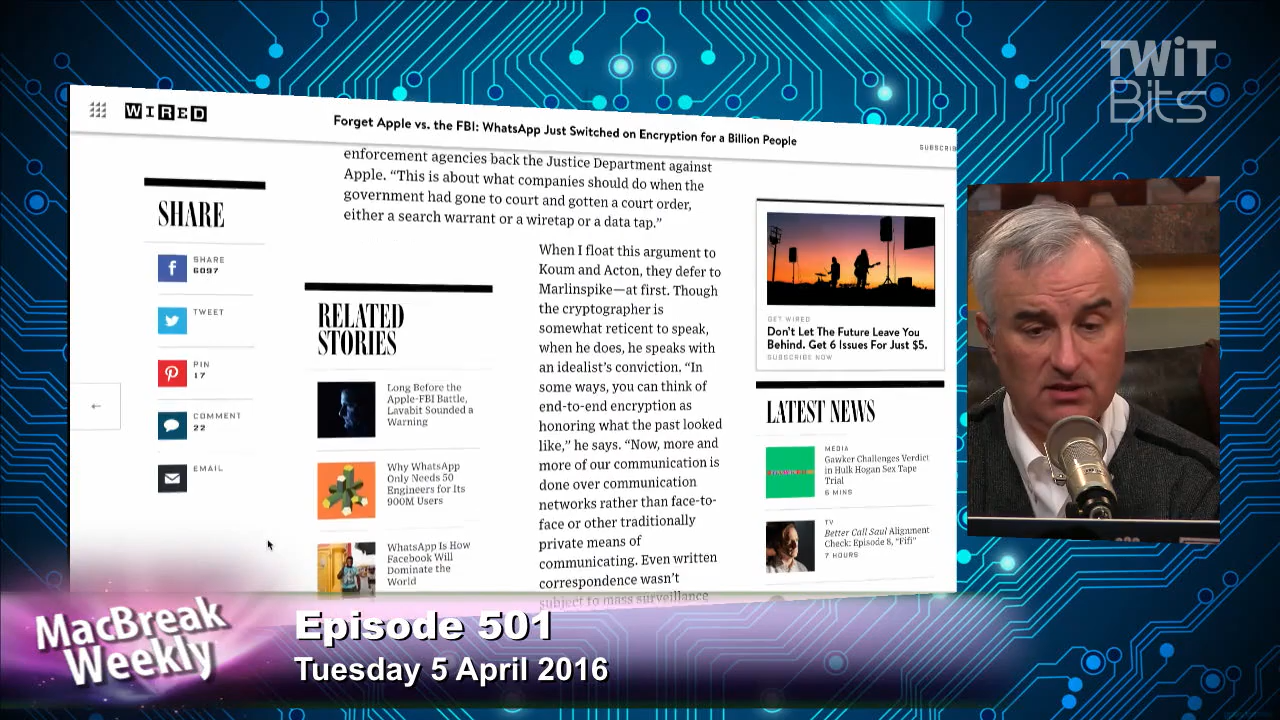 TWiT
Bits
WIRED
Forget Apple vs. the FBI: WhatsApp Just Switched on Encryption for a Billion People
SUBSCRIB
enforcement agencies back the Justice Department against
Apple. “This is about what companies should do when the
government had gone to court and gotten a court order,
either a search warrant or a wiretap or a data tap.”
SHARE
SHARE
6097
TWEET
PIN
17
COMMENT
22
EMAIL
RELATED
STORIES
Long Before the
Apple-FBI Battle,
Lavabit Sounded a
Warning
Why WhatsApp
Only Needs 50
Engineers for Its
900M Users
WhatsApp Is How
Facebook Will
Dominate the
World
When I float this argument to
Koum and Acton, they defer to
Marlinspike—at first. Though
the cryptographer is
somewhat reticent to speak,
when he does, he speaks with
an idealist’s conviction. “In
some ways, you can think of
end-to-end encryption as
honoring what the past looked
like,” he says. “Now, more and
more of our communication is
done over communication
networks rather than face-to-
face or other traditionally
private means of
communicating. Even written
correspondence wasn’t
subject to mass surveillance
GET WIRED
Don’t Let The Future Leave You
Behind. Get 6 Issues For Just $5.
SUBSCRIBE NOW
LATEST NEWS
MEDIA
Gawker Challenges Verdict
in Hulk Hogan Sex Tape
Trial
6 MINS
TV
Better Call Saul Alignment
Check: Episode 8, “Fifi”
7 HOURS
MacBreak
Weekly
Episode 501
Tuesday 5 April 2016